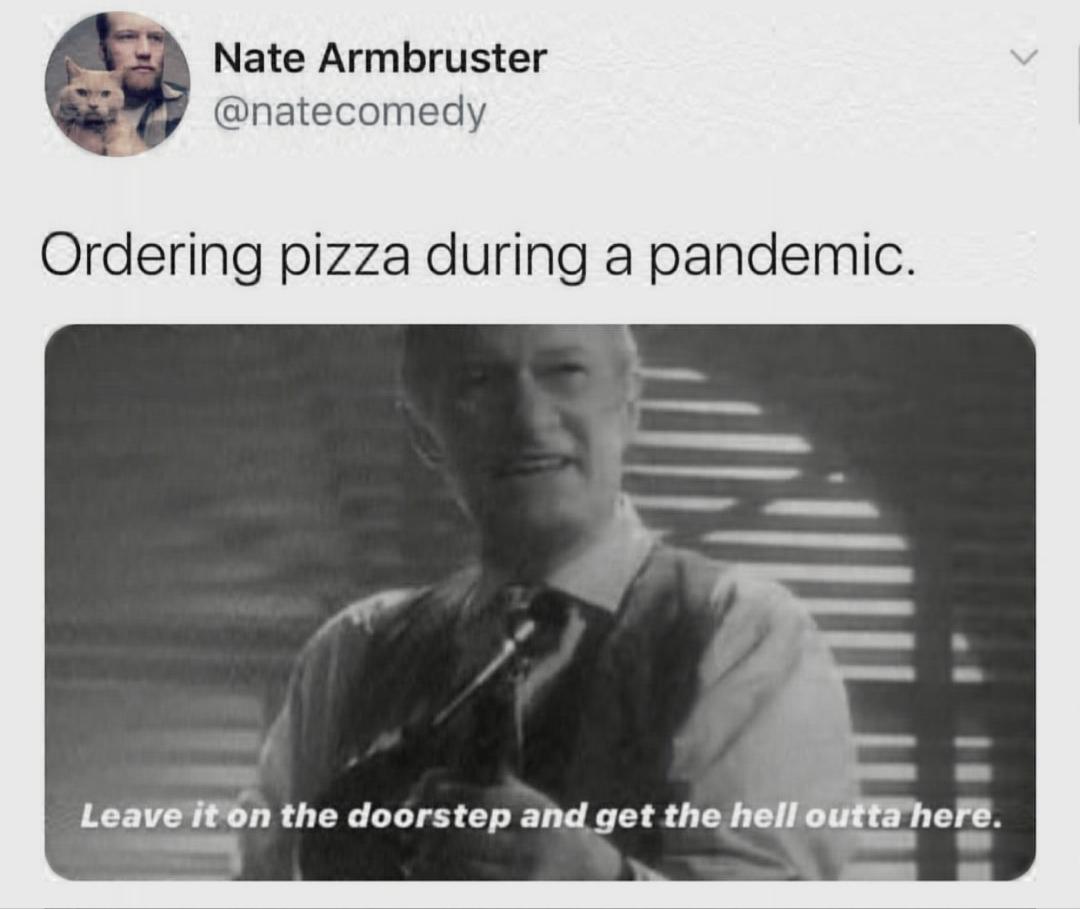 Nate Armbruster
@natecomedy
Ordering pizza during a pandemic.
Leave it on the doorstep and get the hell outta here.